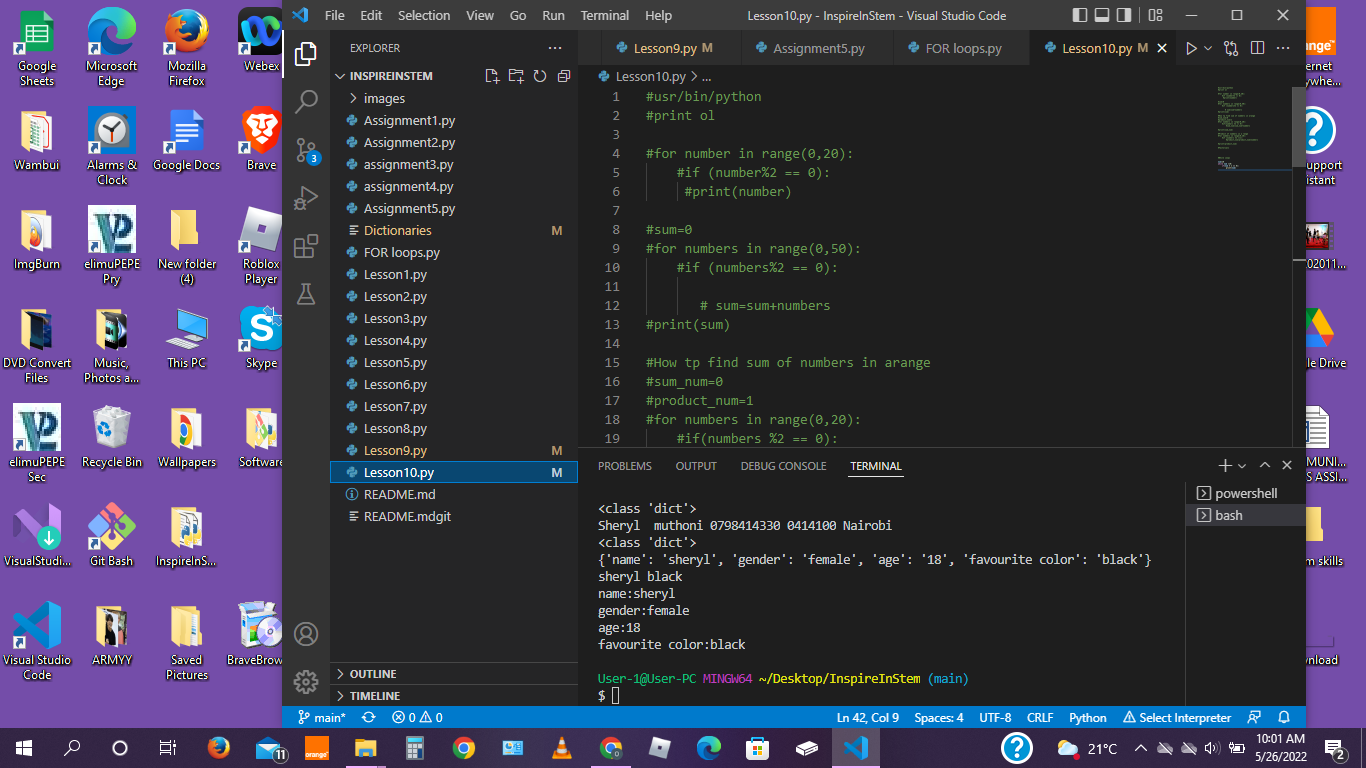 File Edit Selection View Go Run Terminal Help
Lesson10.py - InspireInStem - Visual Studio Code
Google Sheets
Microsoft Edge
Mozilla Firefox
Webex
Wambui
Alarms & Clock
Google Docs
Brave
ImgBurn
elimuPEPE Pry
New folder (4)
Roblox Player
DVD Convert Files
Music, Photos a...
This PC
Skype
elimuPEPE Sec
Recycle Bin
Wallpapers
Software
VisualStudi...
Git Bash
InspireInS...
Visual Studio Code
ARMYY
Saved Pictures
BraveBrow
EXPLORER
INSPIREINSTEM
images
Assignment1.py
Assignment2.py
assignment3.py
assignment4.py
Assignment5.py
Dictionaries M
FOR loops.py
Lesson1.py
Lesson2.py
Lesson3.py
Lesson4.py
Lesson5.py
Lesson6.py
Lesson7.py
Lesson8.py
Lesson9.py M
Lesson10.py M
README.md
README.mdgit
OUTLINE
TIMELINE
3
Lesson9.py M Assignment5.py FOR loops.py Lesson10.py M
Lesson10.py > ...
1 #usr/bin/python
2 #print ol
3
4 #for number in range(0,20):
5 #if (number%2 == 0):
6 #print(number)
7
8 #sum=0
9 #for numbers in range(0,50):
10 #if (numbers%2 == 0):
11
12 # sum=sum+numbers
13 #print(sum)
14
15 #How tp find sum of numbers in arange
16 #sum_num=0
17 #product_num=1
18 #for numbers in range(0,20):
19 #if(numbers %2 == 0):
PROBLEMS OUTPUT DEBUG CONSOLE TERMINAL
<class 'dict'>
Sheryl muthoni 0798414330 0414100 Nairobi
<class 'dict'>
{'name': 'sheryl', 'gender': 'female', 'age': '18', 'favourite color': 'black'}
sheryl black
name:sheryl
gender:female
age:18
favourite color:black
User-1@User-PC MINGW64 ~/Desktop/InspireInStem (main)
$
powershell
bash
orange
ernet
ywhe...
upport
istant
02011...
le Drive
MUNI...
S ASSI...
m skills
wnload
main* 0 0 Ln 42, Col 9 Spaces: 4 UTF-8 CRLF Python Select Interpreter
11
orange
21°C
10:01 AM
5/26/2022
2